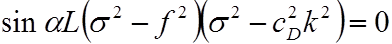 sin αL(σ² − f²)(σ² − c_D²k²) = 0